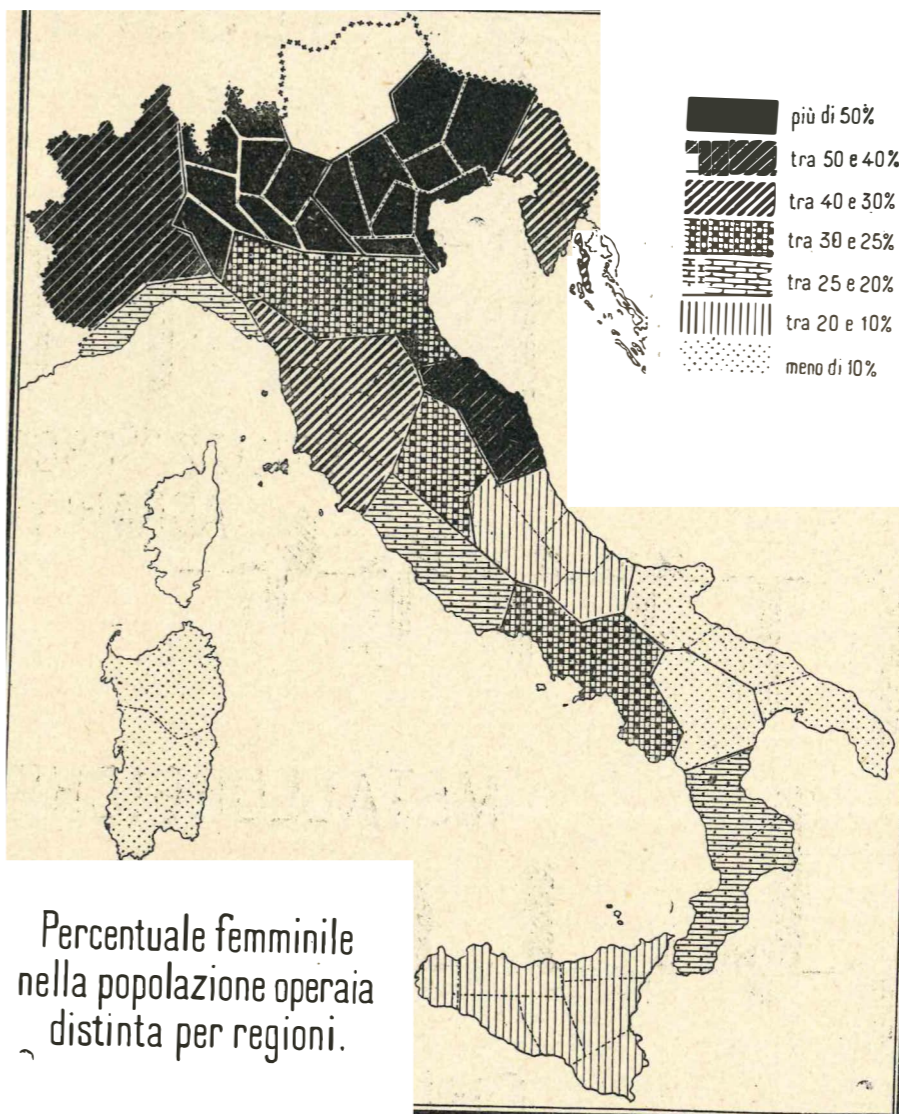 più di 50%
tra 50 e 40%
tra 40 e 30%
tra 30 e 25%
tra 25 e 20%
tra 20 e 10%
meno di 10%
Percentuale femminile
nella popolazione operaia
distinta per regioni.